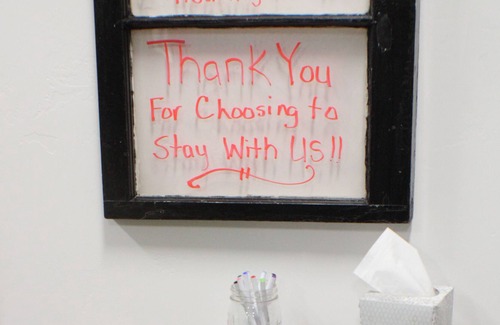 Thank You
For Choosing to
Stay With Us!!